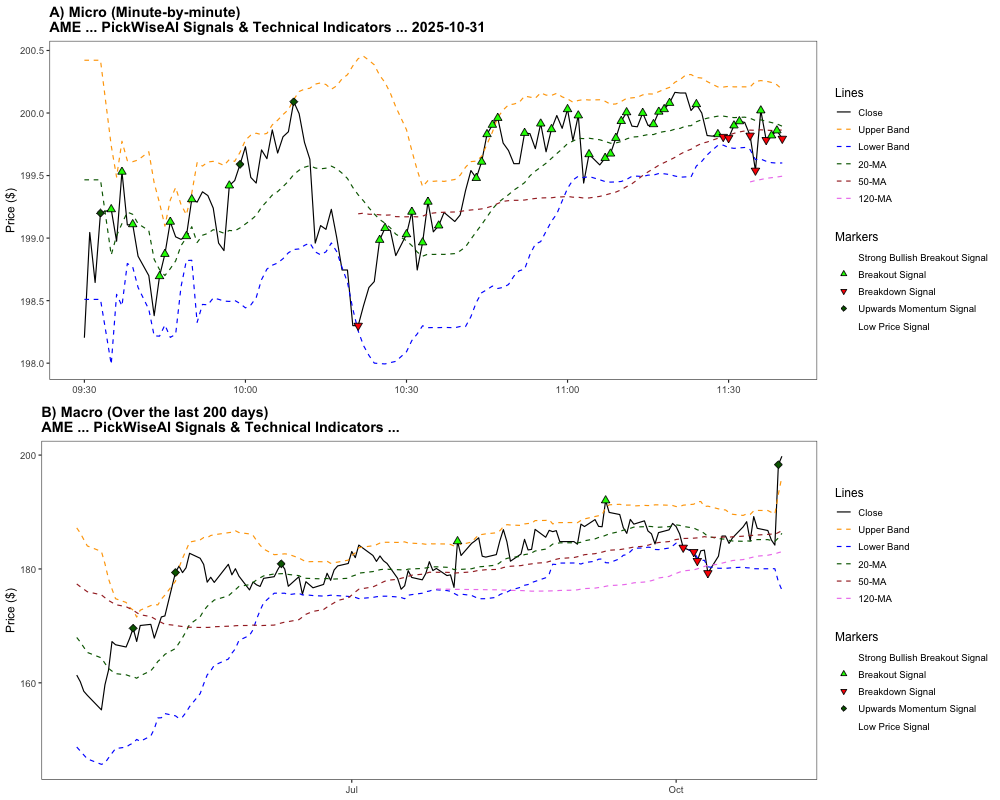 A) Micro (Minute-by-minute)
AME ... PickWiseAI Signals & Technical Indicators ... 2025-10-31
Price ($)
200.5
200.0
199.5
199.0
198.5
198.0
09:30
10:00
10:30
11:00
11:30
Lines
Close
Upper Band
Lower Band
20-MA
50-MA
120-MA
Markers
Strong Bullish Breakout Signal
Breakout Signal
Breakdown Signal
Upwards Momentum Signal
Low Price Signal
B) Macro (Over the last 200 days)
AME ... PickWiseAI Signals & Technical Indicators ...
Price ($)
200
190
180
170
160
Jul
Oct
Lines
Close
Upper Band
Lower Band
20-MA
50-MA
120-MA
Markers
Strong Bullish Breakout Signal
Breakout Signal
Breakdown Signal
Upwards Momentum Signal
Low Price Signal